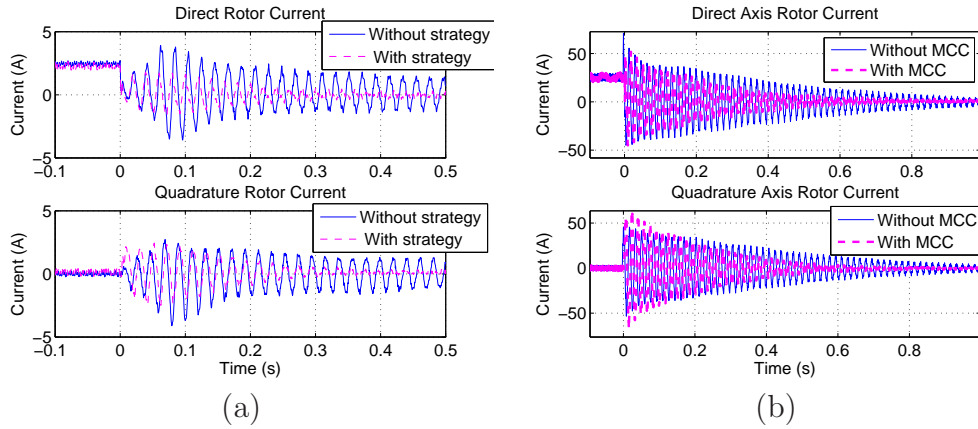 Direct Rotor Current
5
0
−5
Current (A)
Without strategy
With strategy
−0.1 0 0.1 0.2 0.3 0.4 0.5
Quadrature Rotor Current
5
0
−5
Current (A)
Without strategy
With strategy
−0.1 0 0.1 0.2 0.3 0.4 0.5
Time (s)
(a)
Direct Axis Rotor Current
50
0
−50
Current (A)
Without MCC
With MCC
0 0.2 0.4 0.6 0.8
Quadrature Axis Rotor Current
50
0
−50
Current (A)
Without MCC
With MCC
0 0.2 0.4 0.6 0.8
Time (s)
(b)